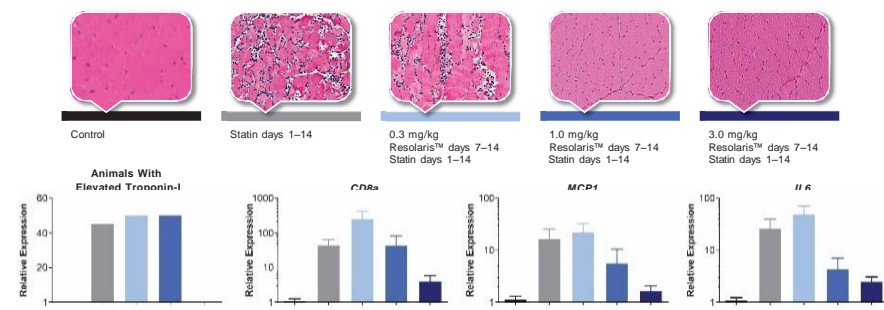 Control
Statin days 1–14
0.3 mg/kg
Resolaris™ days 7–14
Statin days 1–14
1.0 mg/kg
Resolaris™ days 7–14
Statin days 1–14
3.0 mg/kg
Resolaris™ days 7–14
Statin days 1–14
Animals With
Elevated Troponin-I
Relative Expression
60
40
20
1
CD8a
Relative Expression
1000
100
10
1
MCP1
Relative Expression
100
10
1
IL6
Relative Expression
100
10
1